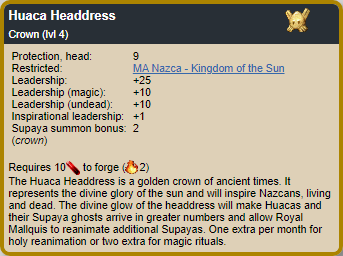 Huaca Headdress
Crown (lvl 4)
Protection, head: 9
Restricted: MA Nazca - Kingdom of the Sun
Leadership: +25
Leadership (magic): +10
Leadership (undead): +10
Inspirational leadership: +1
Supaya summon bonus: 2
(crown)
Requires 10 to forge (2)
The Huaca Headdress is a golden crown of ancient times. It
represents the divine glory of the sun and will inspire Nazcans, living
and dead. The divine glow of the headdress will make Huacas and
their Supaya ghosts arrive in greater numbers and allow Royal
Mallquis to reanimate additional Supayas. One extra per month for
holy reanimation or two extra for magic rituals.